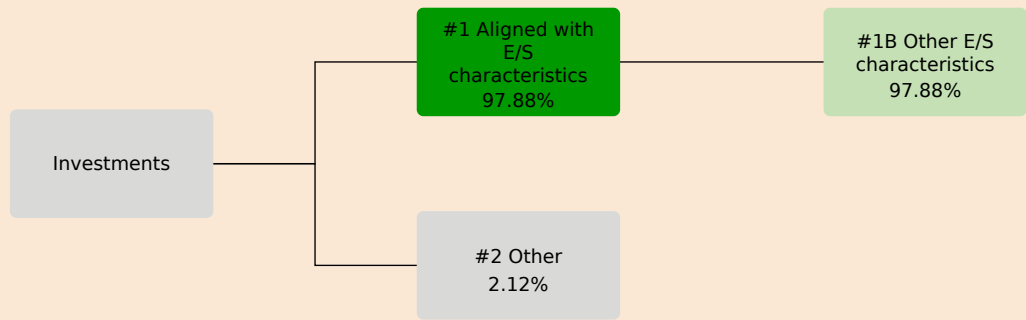 Investments
#1 Aligned with
E/S
characteristics
97.88%
#1B Other E/S
characteristics
97.88%
#2 Other
2.12%